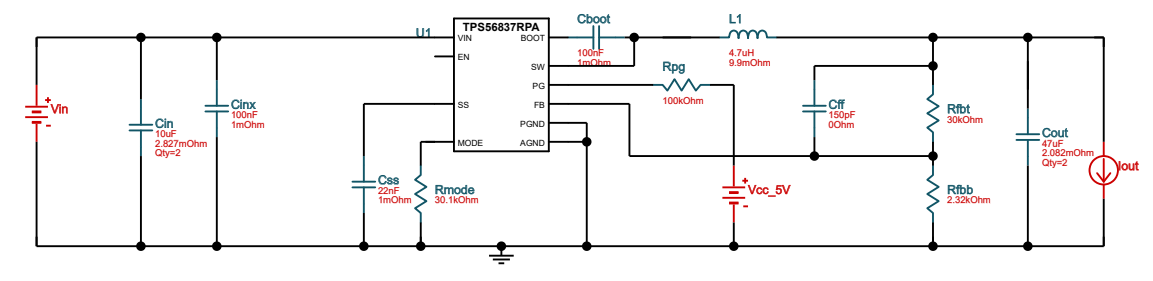 TPS56837RPA
U1
VIN
BOOT
EN
SW
PG
SS
FB
PGND
MODE
AGND
Cboot
100nF
1mOhm
L1
4.7uH
9.9mOhm
Rpg
100kOhm
Vin
Cin
10uF
2.827mOhm
Qty=2
Cinx
100nF
1mOhm
Css
22nF
1mOhm
Rmode
30.1kOhm
Vcc_5V
Cff
150pF
0Ohm
Rfbt
30kOhm
Rfbb
2.32kOhm
Cout
47uF
2.082mOhm
Qty=2
Iout